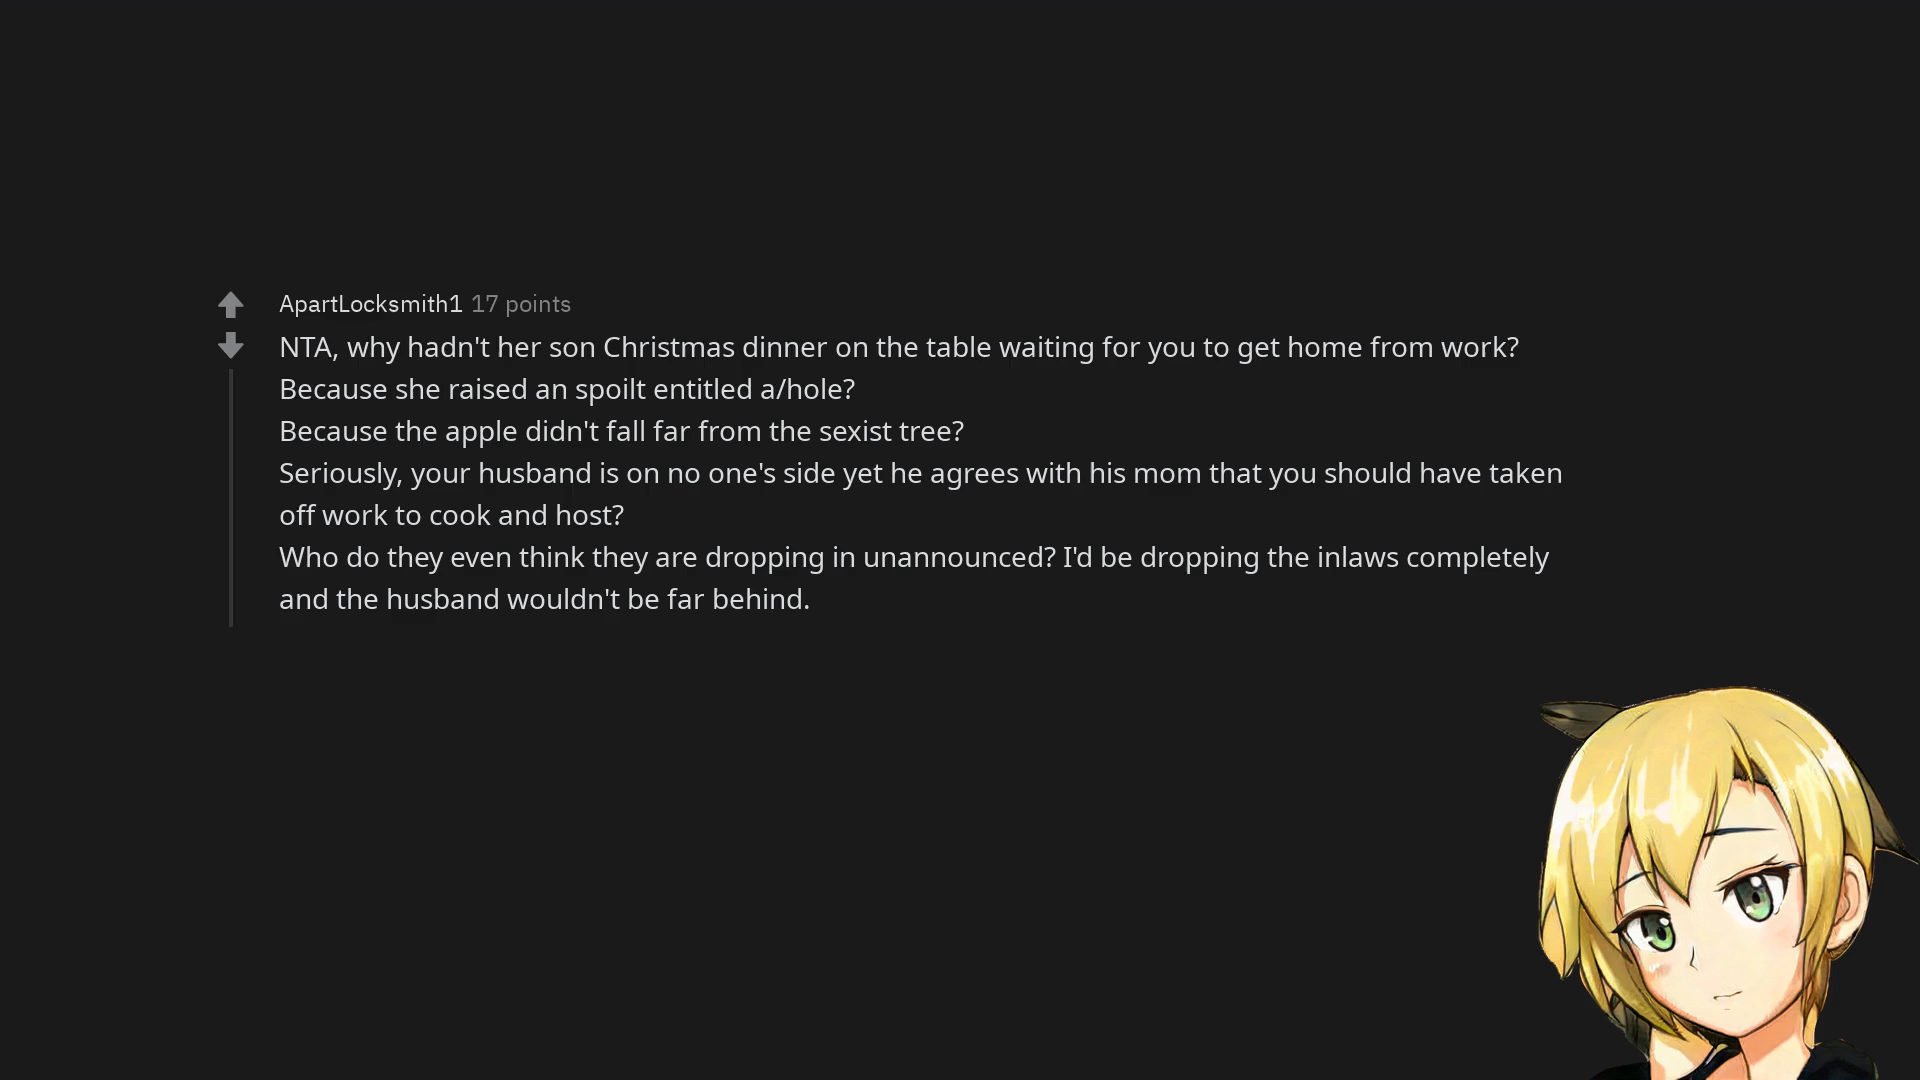 ApartLocksmith1 17 points
NTA, why hadn't her son Christmas dinner on the table waiting for you to get home from work?
Because she raised an spoilt entitled a/hole?
Because the apple didn't fall far from the sexist tree?
Seriously, your husband is on no one's side yet he agrees with his mom that you should have taken
off work to cook and host?
Who do they even think they are dropping in unannounced? I'd be dropping the inlaws completely
and the husband wouldn't be far behind.